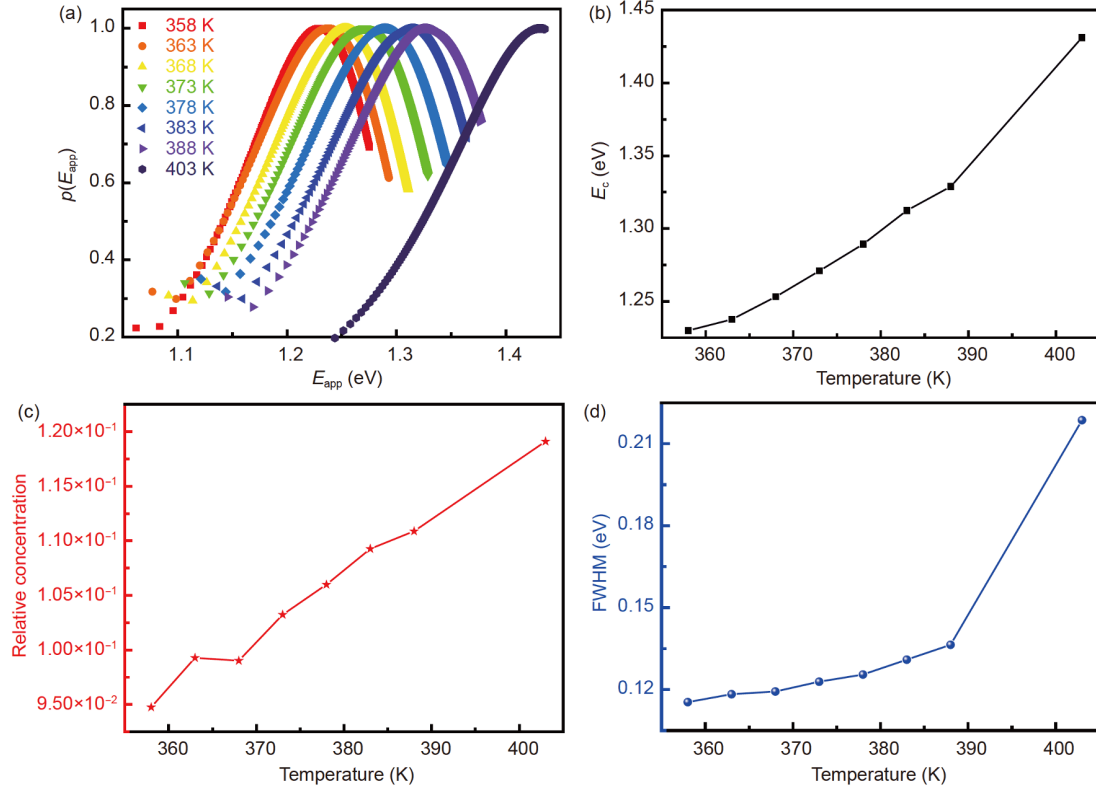 (a)
1.0
0.8
0.6
0.4
0.2
p(E_app)
358 K
363 K
368 K
373 K
378 K
383 K
388 K
403 K
1.1 1.2 1.3 1.4
E_app (eV)
(b)
1.45
1.40
1.35
1.30
1.25
E_c (eV)
360 370 380 390 400
Temperature (K)
(c)
1.20×10⁻¹
1.15×10⁻¹
1.10×10⁻¹
1.05×10⁻¹
1.00×10⁻¹
9.50×10⁻²
Relative concentration
360 370 380 390 400
Temperature (K)
(d)
0.21
0.18
0.15
0.12
FWHM (eV)
360 370 380 390 400
Temperature (K)